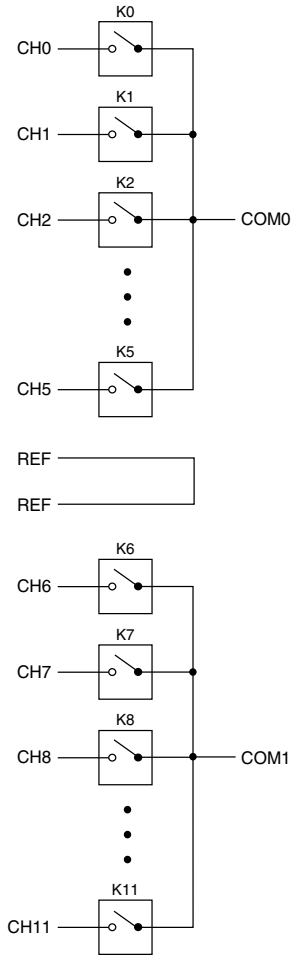 K0
CH0
K1
CH1
K2
CH2
COM0
K5
CH5
REF
REF
K6
CH6
K7
CH7
K8
CH8
COM1
K11
CH11